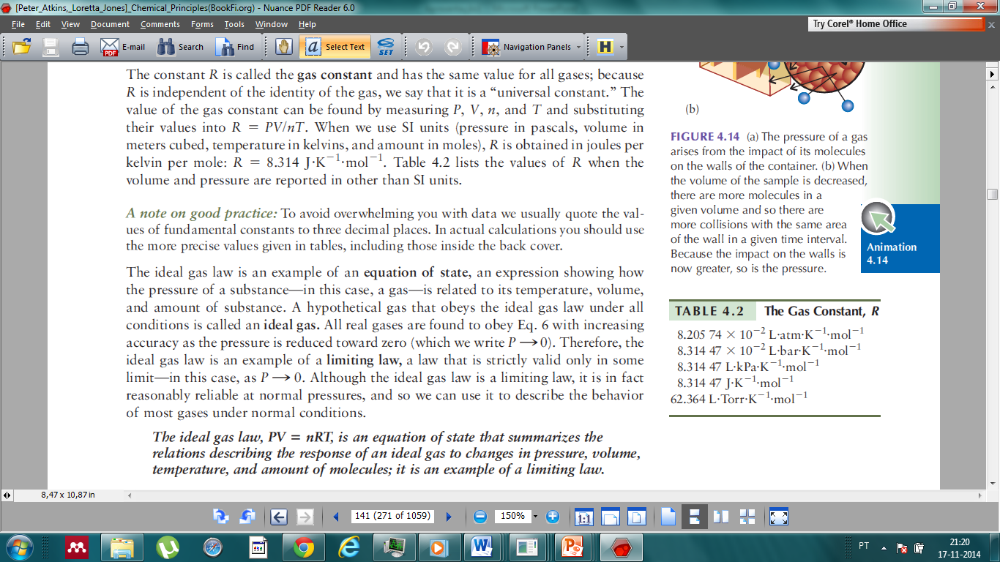 [Peter_Atkins,_Loretta_Jones]_Chemical_Principles(BookFi.org) - Nuance PDF Reader 6.0
File Edit View Document Comments Forms Tools Window Help
Try Corel® Home Office
PDF E-mail Search Find a Select Text SET Navigation Panels H
The constant R is called the gas constant and has the same value for all gases; because
R is independent of the identity of the gas, we say that it is a “universal constant.” The
value of the gas constant can be found by measuring P, V, n, and T and substituting
their values into R = PV/nT. When we use SI units (pressure in pascals, volume in
meters cubed, temperature in kelvins, and amount in moles), R is obtained in joules per
kelvin per mole: R = 8.314 J·K⁻¹·mol⁻¹. Table 4.2 lists the values of R when the
volume and pressure are reported in other than SI units.
A note on good practice: To avoid overwhelming you with data we usually quote the val-
ues of fundamental constants to three decimal places. In actual calculations you should use
the more precise values given in tables, including those inside the back cover.
The ideal gas law is an example of an equation of state, an expression showing how
the pressure of a substance—in this case, a gas—is related to its temperature, volume,
and amount of substance. A hypothetical gas that obeys the ideal gas law under all
conditions is called an ideal gas. All real gases are found to obey Eq. 6 with increasing
accuracy as the pressure is reduced toward zero (which we write P → 0). Therefore, the
ideal gas law is an example of a limiting law, a law that is strictly valid only in some
limit—in this case, as P → 0. Although the ideal gas law is a limiting law, it is in fact
reasonably reliable at normal pressures, and so we can use it to describe the behavior
of most gases under normal conditions.
The ideal gas law, PV = nRT, is an equation of state that summarizes the
relations describing the response of an ideal gas to changes in pressure, volume,
temperature, and amount of molecules; it is an example of a limiting law.
(b)
FIGURE 4.14 (a) The pressure of a gas
arises from the impact of its molecules
on the walls of the container. (b) When
the volume of the sample is decreased,
there are more molecules in a
given volume and so there are
more collisions with the same area
of the wall in a given time interval.
Because the impact on the walls is
now greater, so is the pressure.
Animation
4.14
TABLE 4.2 The Gas Constant, R
8.205 74 × 10⁻² L·atm·K⁻¹·mol⁻¹
8.314 47 × 10⁻² L·bar·K⁻¹·mol⁻¹
8.314 47 L·kPa·K⁻¹·mol⁻¹
8.314 47 J·K⁻¹·mol⁻¹
62.364 L·Torr·K⁻¹·mol⁻¹
8,47 x 10,87 in
141 (271 of 1059) 150% 1:1
PT
21:20
17-11-2014